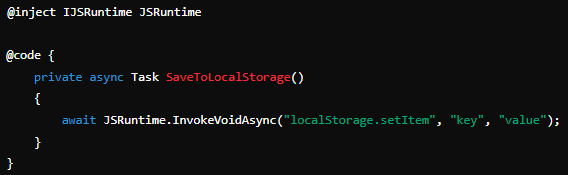 @inject IJSRuntime JSRuntime
@code {
private async Task SaveToLocalStorage()
{
await JSRuntime.InvokeVoidAsync("localStorage.setItem", "key", "value");
}
}